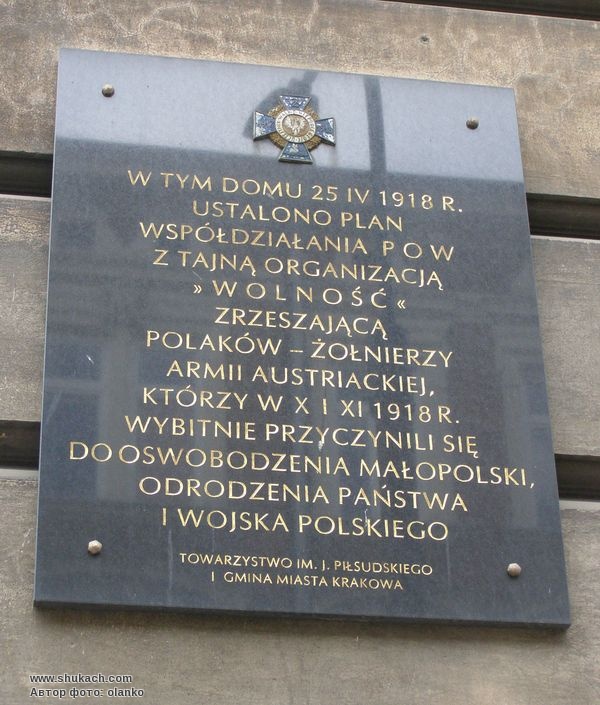 W TYM DOMU 25 IV 1918 R.
USTALONO PLAN
WSPÓŁDZIAŁANIA P O W
Z TAJNĄ ORGANIZACJĄ
»WOLNOŚĆ«
ZRZESZAJĄCĄ
POLAKÓW – ŻOŁNIERZY
ARMII AUSTRIACKIEJ,
KTÓRZY W X I XI 1918 R.
WYBITNIE PRZYCZYNILI SIĘ
DO OSWOBODZENIA MAŁOPOLSKI,
ODRODZENIA PAŃSTWA
I WOJSKA POLSKIEGO
TOWARZYSTWO IM. J. PIŁSUDSKIEGO
I GMINA MIASTA KRAKOWA
www.shukach.com
Автор фото: olanko